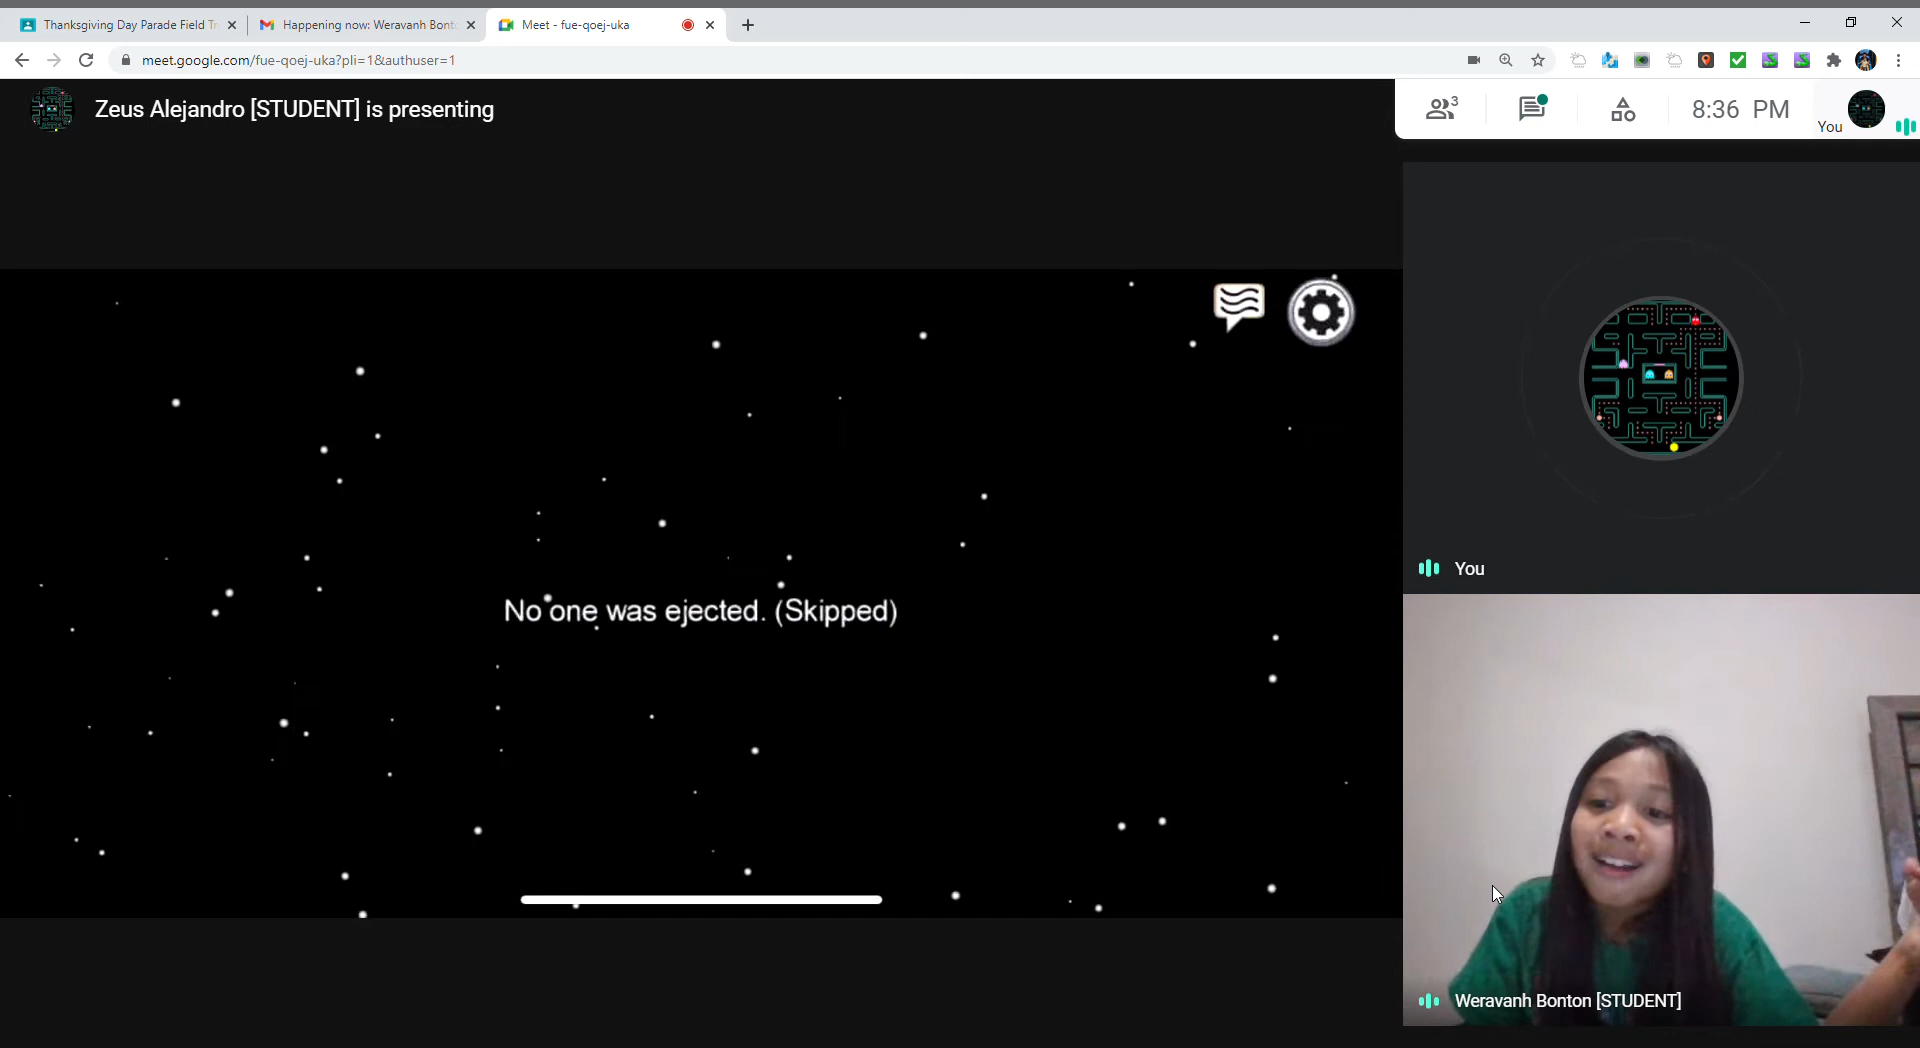 Thanksgiving Day Parade Field Tr
Happening now: Weravanh Bont
Meet - fue-qoej-uka
meet.google.com/fue-qoej-uka?pli=1&authuser=1
Zeus Alejandro [STUDENT] is presenting
3
8:36 PM
You
No one was ejected. (Skipped)
You
Weravanh Bonton [STUDENT]